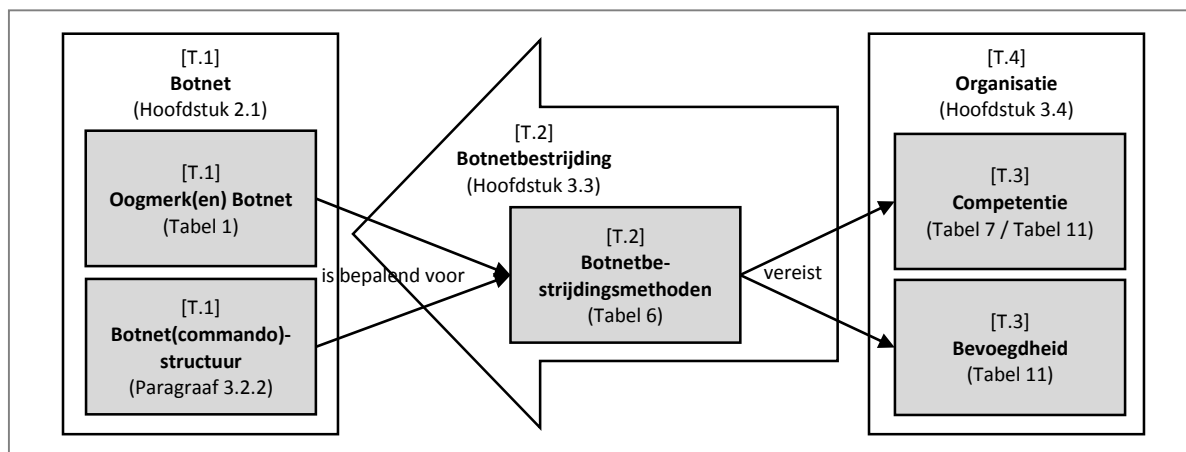 [T.1]
Botnet
(Hoofdstuk 2.1)
[T.1]
Oogmerk(en) Botnet
(Tabel 1)
[T.1]
Botnet(commando)-
structuur
(Paragraaf 3.2.2)
is bepalend voor
[T.2]
Botnetbestrijding
(Hoofdstuk 3.3)
[T.2]
Botnetbe-
strijdingsmethoden
(Tabel 6)
vereist
[T.4]
Organisatie
(Hoofdstuk 3.4)
[T.3]
Competentie
(Tabel 7 / Tabel 11)
[T.3]
Bevoegdheid
(Tabel 11)